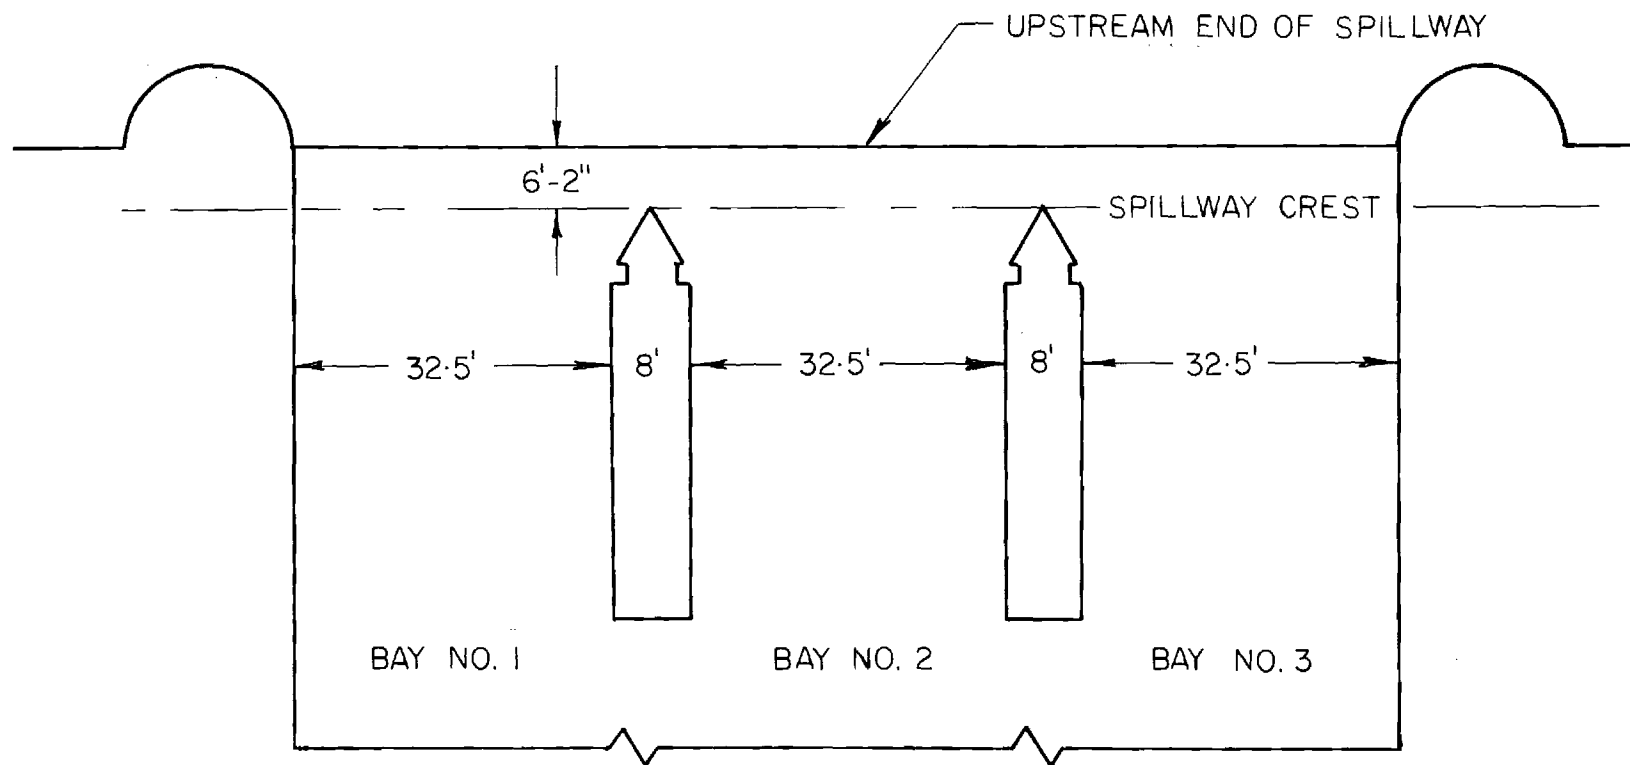 UPSTREAM END OF SPILLWAY
6'-2"
SPILLWAY CREST
32.5' 8' 32.5' 8' 32.5'
BAY NO. 1 BAY NO. 2 BAY NO. 3